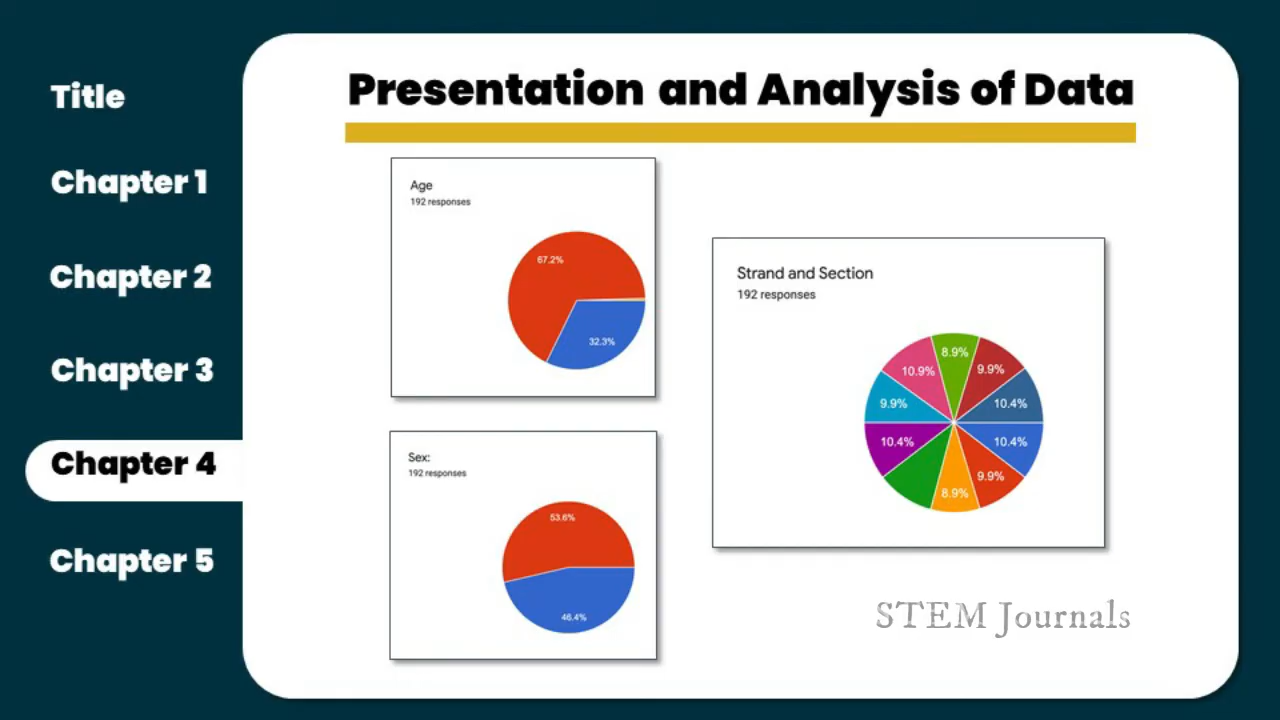 Title
Chapter 1
Chapter 2
Chapter 3
Chapter 4
Chapter 5
Presentation and Analysis of Data
Age
192 responses
67.2%
32.3%
Sex:
192 responses
53.6%
46.4%
Strand and Section
192 responses
8.9%
10.9%
9.9%
9.9%
10.4%
10.4%
10.4%
9.9%
8.9%
STEM Journals